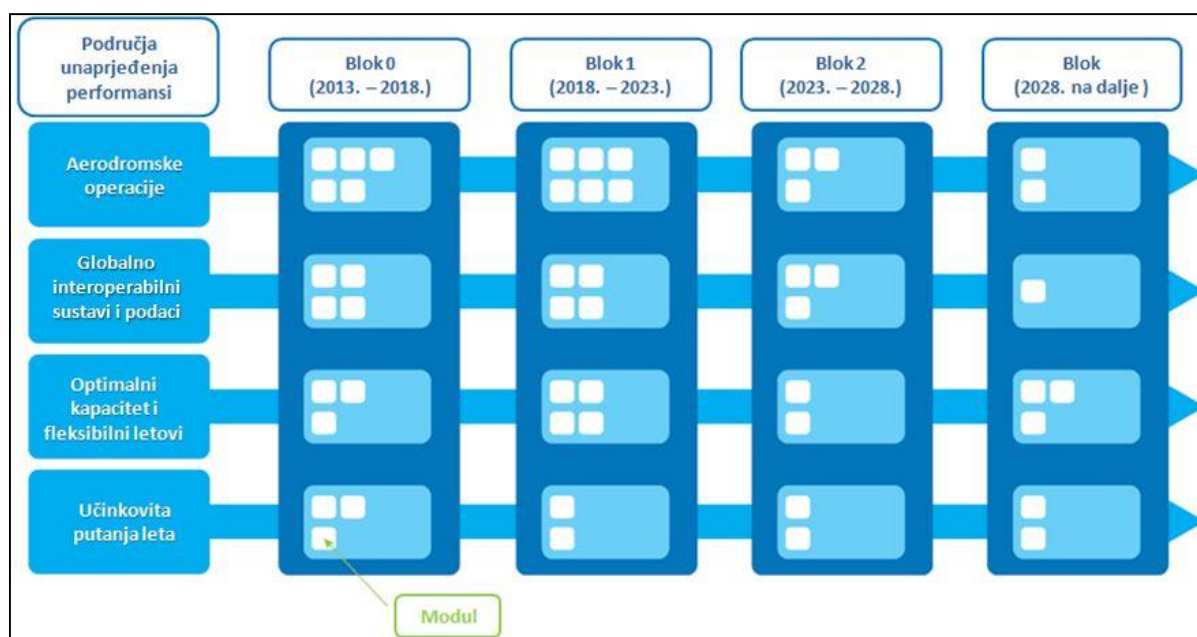 Područja
unaprjeđenja
performansi
Blok 0
(2013. – 2018.)
Blok 1
(2018. – 2023.)
Blok 2
(2023. – 2028.)
Blok
(2028. na dalje )
Aerodromske
operacije
Globalno
interoperabilni
sustavi i podaci
Optimalni
kapacitet i
fleksibilni letovi
Učinkovita
putanja leta
Modul